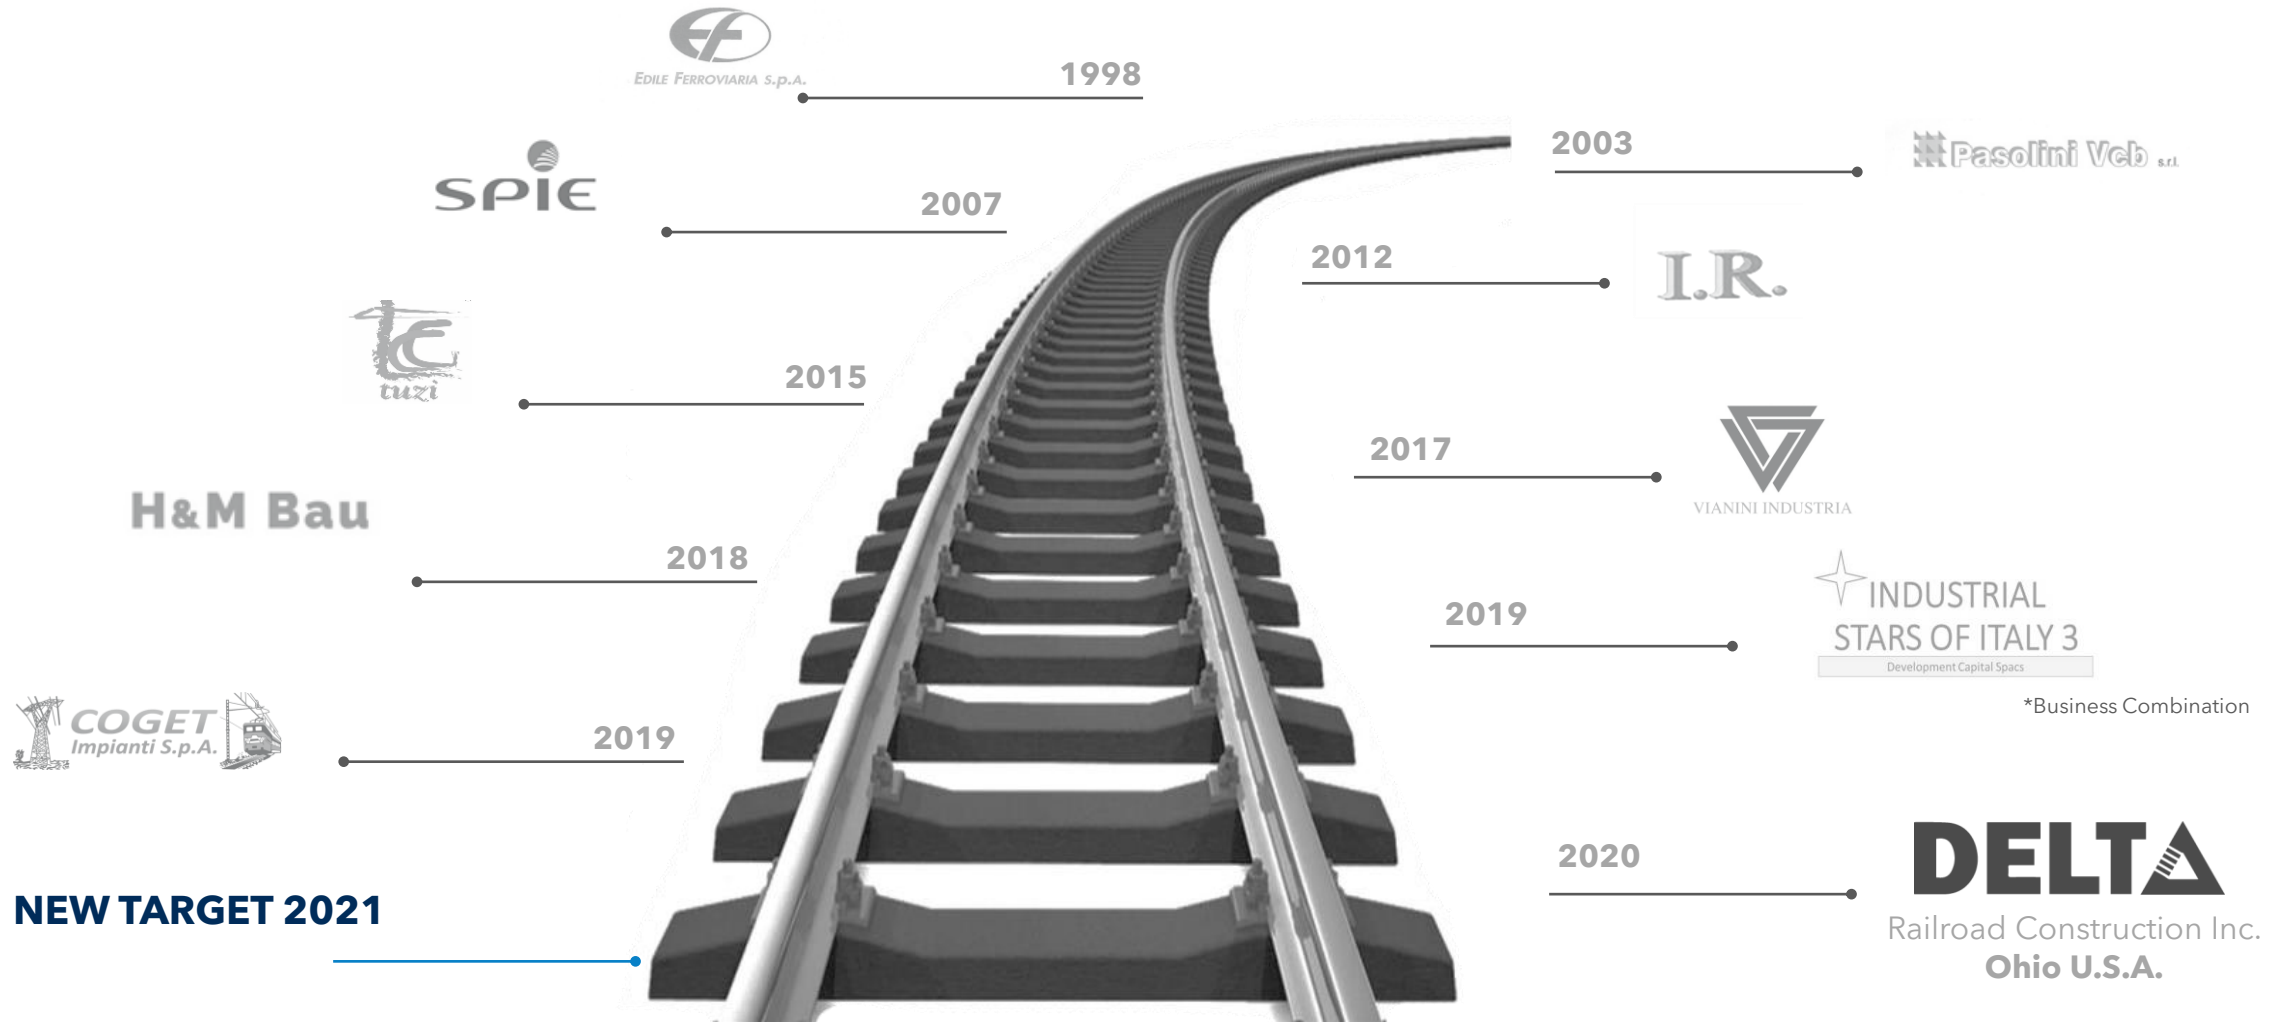 EF
EDILE FERROVIARIA S.p.A.
1998
2003
Pasolini Vcb s.r.l.
SPIE
2007
2012
I.R.
tuzi
2015
2017
VIANINI INDUSTRIA
H&M Bau
2018
2019
INDUSTRIAL
STARS OF ITALY 3
Development Capital Spacs
*Business Combination
COGET
Impianti S.p.A.
2019
2020
DELTA
Railroad Construction Inc.
Ohio U.S.A.
NEW TARGET 2021